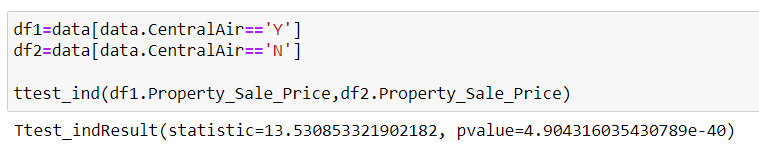 df1=data[data.CentralAir=='Y']
df2=data[data.CentralAir=='N']
ttest_ind(df1.Property_Sale_Price,df2.Property_Sale_Price)
Ttest_indResult(statistic=13.530853321902182, pvalue=4.904316035430789e-40)